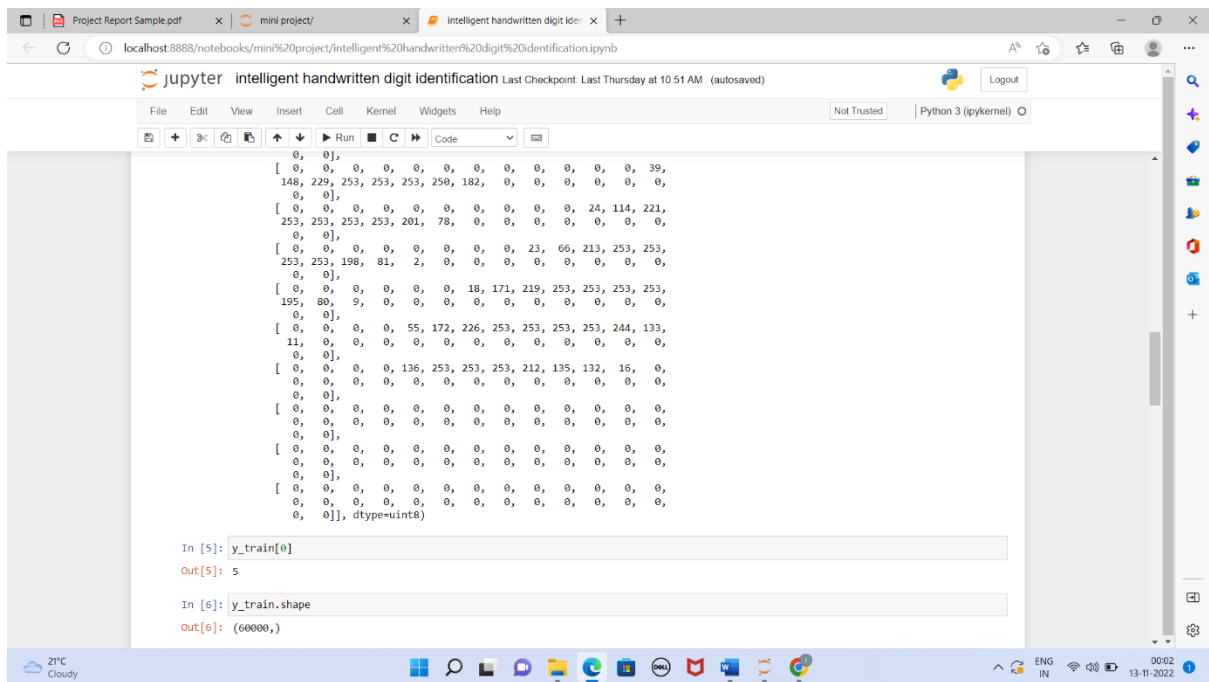 Project Report Sample.pdf
mini project/
intelligent handwritten digit iden
localhost:8888/notebooks/mini%20project/intelligent%20handwritten%20digit%20identification.ipynb
jupyter intelligent handwritten digit identification Last Checkpoint: Last Thursday at 10:51 AM (autosaved)
Logout
File Edit View Insert Cell Kernel Widgets Help
Not Trusted
Python 3 (ipykernel)
Run
Code
0, 0],
[ 0, 0, 0, 0, 0, 0, 0, 0, 0, 0, 0, 0, 39,
148, 229, 253, 253, 253, 250, 182, 0, 0, 0, 0, 0, 0,
0, 0],
[ 0, 0, 0, 0, 0, 0, 0, 0, 0, 0, 24, 114, 221,
253, 253, 253, 253, 201, 78, 0, 0, 0, 0, 0, 0, 0,
0, 0],
[ 0, 0, 0, 0, 0, 0, 0, 0, 23, 66, 213, 253, 253,
253, 253, 198, 81, 2, 0, 0, 0, 0, 0, 0, 0, 0,
0, 0],
[ 0, 0, 0, 0, 0, 0, 18, 171, 219, 253, 253, 253, 253,
195, 80, 9, 0, 0, 0, 0, 0, 0, 0, 0, 0, 0,
0, 0],
[ 0, 0, 0, 0, 55, 172, 226, 253, 253, 253, 253, 244, 133,
11, 0, 0, 0, 0, 0, 0, 0, 0, 0, 0, 0, 0,
0, 0],
[ 0, 0, 0, 0, 136, 253, 253, 253, 212, 135, 132, 16, 0,
0, 0, 0, 0, 0, 0, 0, 0, 0, 0, 0, 0, 0,
0, 0],
[ 0, 0, 0, 0, 0, 0, 0, 0, 0, 0, 0, 0, 0,
0, 0, 0, 0, 0, 0, 0, 0, 0, 0, 0, 0, 0,
0, 0],
[ 0, 0, 0, 0, 0, 0, 0, 0, 0, 0, 0, 0, 0,
0, 0, 0, 0, 0, 0, 0, 0, 0, 0, 0, 0, 0,
0, 0],
[ 0, 0, 0, 0, 0, 0, 0, 0, 0, 0, 0, 0, 0,
0, 0, 0, 0, 0, 0, 0, 0, 0, 0, 0, 0, 0,
0, 0]], dtype=uint8)
In [5]: y_train[0]
Out[5]: 5
In [6]: y_train.shape
Out[6]: (60000,)
21°C
Cloudy
DELL
ENG
IN
00:02
13-11-2022
1